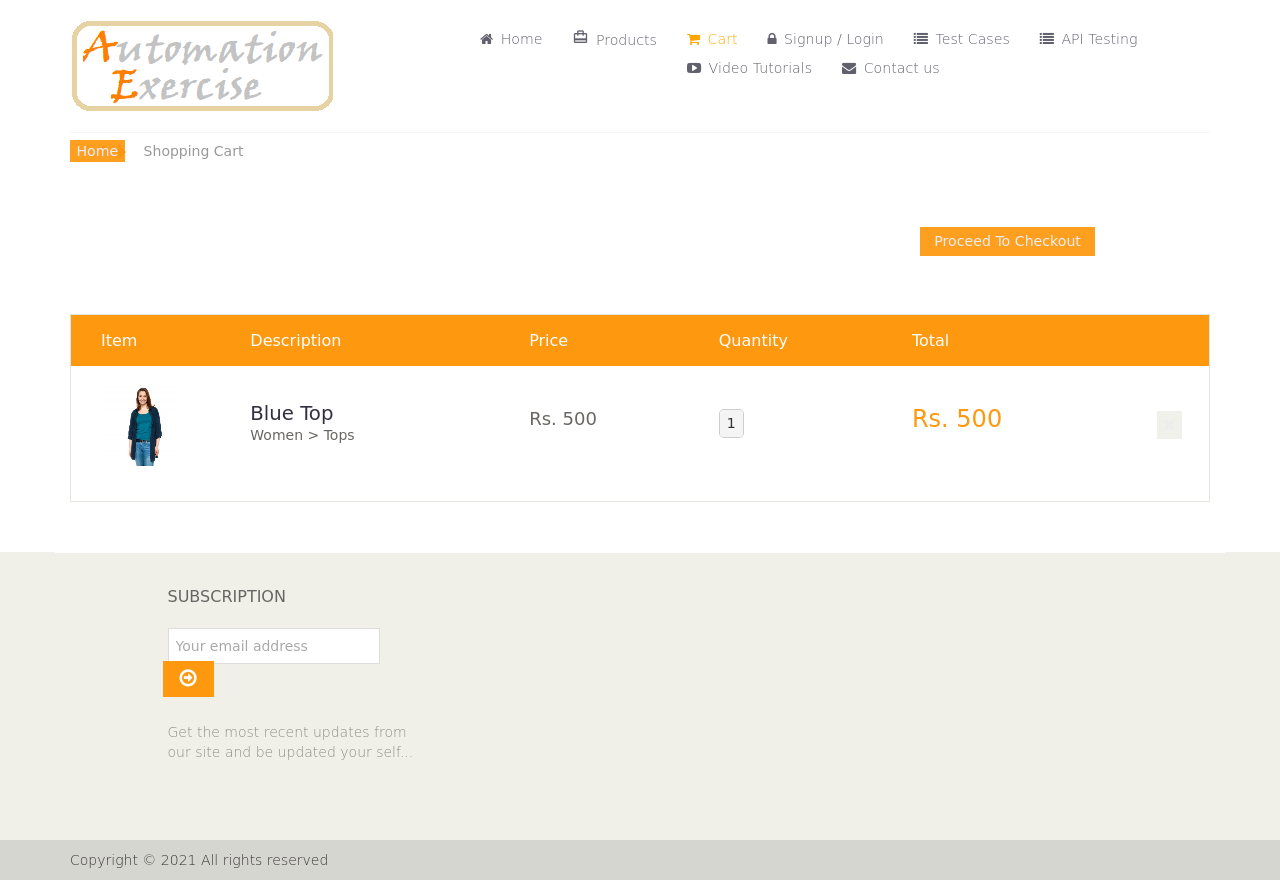 Automation
Exercise
Home
Products
Cart
Signup / Login
Test Cases
API Testing
Video Tutorials
Contact us
Home
Shopping Cart
Proceed To Checkout
Item Description Price Quantity Total
Blue Top
Women > Tops
Rs. 500
1
Rs. 500
SUBSCRIPTION
Your email address
Get the most recent updates from
our site and be updated your self...
Copyright © 2021 All rights reserved